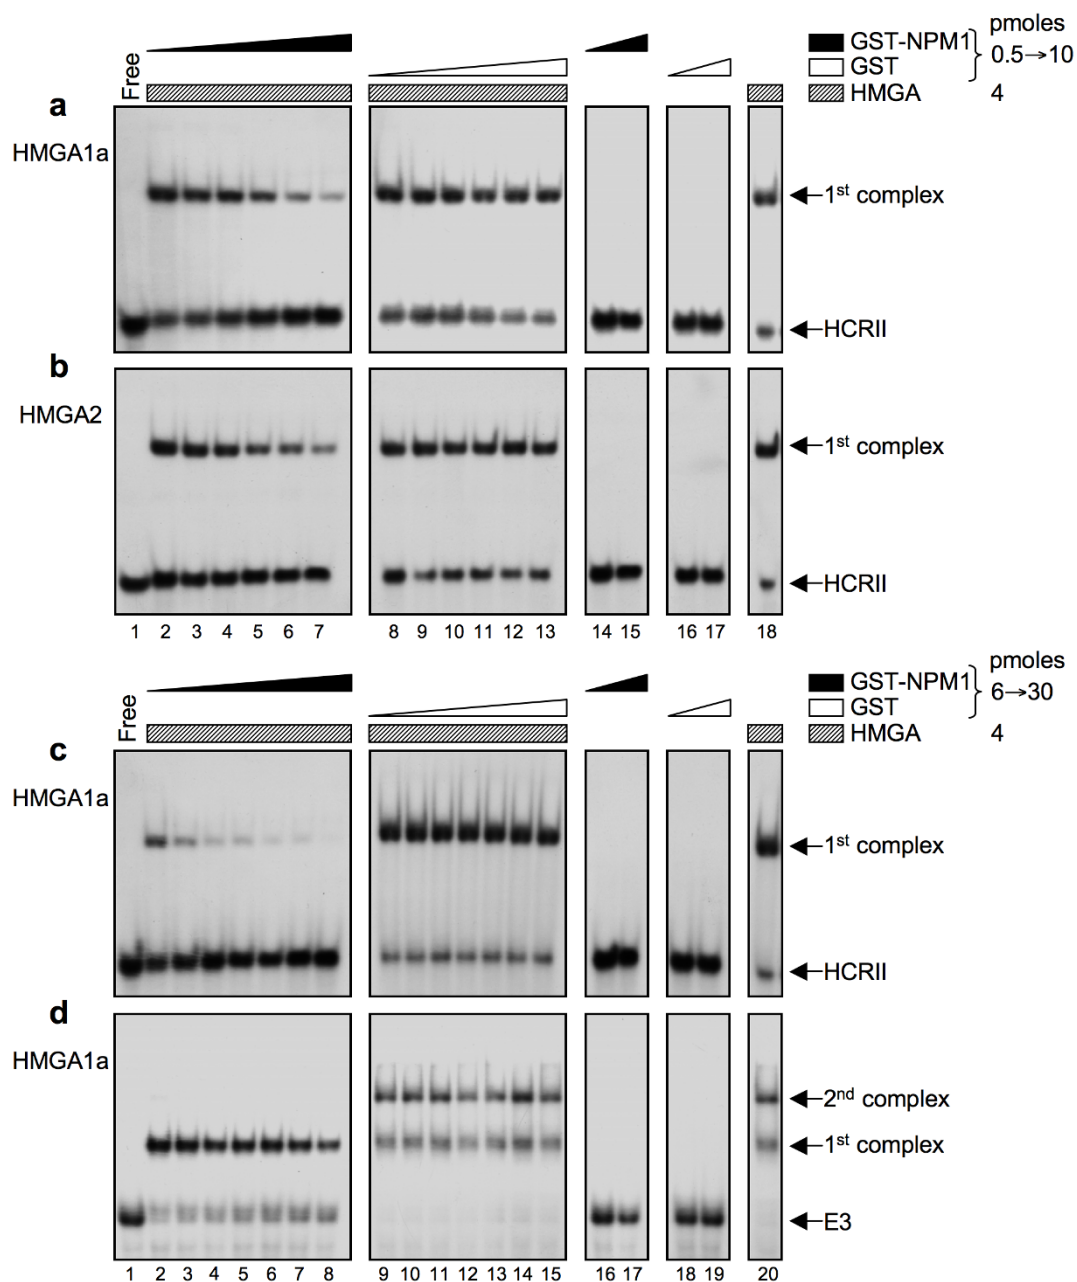 pmoles
GST-NPM1
0.5→10
GST
Free
HMGA
4
a
HMGA1a
1st complex
HCRII
b
HMGA2
1st complex
HCRII
1 2 3 4 5 6 7 8 9 10 11 12 13 14 15 16 17 18
pmoles
GST-NPM1
6→30
GST
Free
HMGA
4
c
HMGA1a
1st complex
HCRII
d
HMGA1a
2nd complex
1st complex
E3
1 2 3 4 5 6 7 8 9 10 11 12 13 14 15 16 17 18 19 20